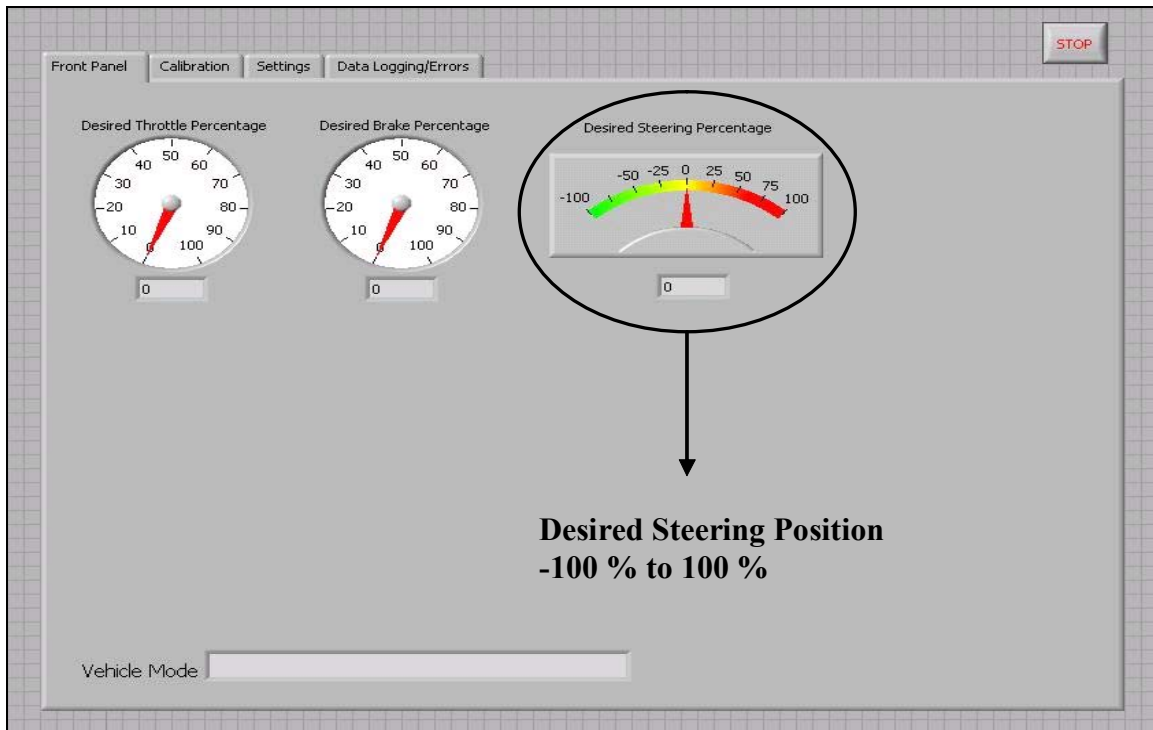 STOP
Front Panel Calibration Settings Data Logging/Errors
Desired Throttle Percentage
0 10 20 30 40 50 60 70 80 90 100
0
Desired Brake Percentage
0 10 20 30 40 50 60 70 80 90 100
0
Desired Steering Percentage
-100 -50 -25 0 25 50 75 100
0
Desired Steering Position
-100 % to 100 %
Vehicle Mode